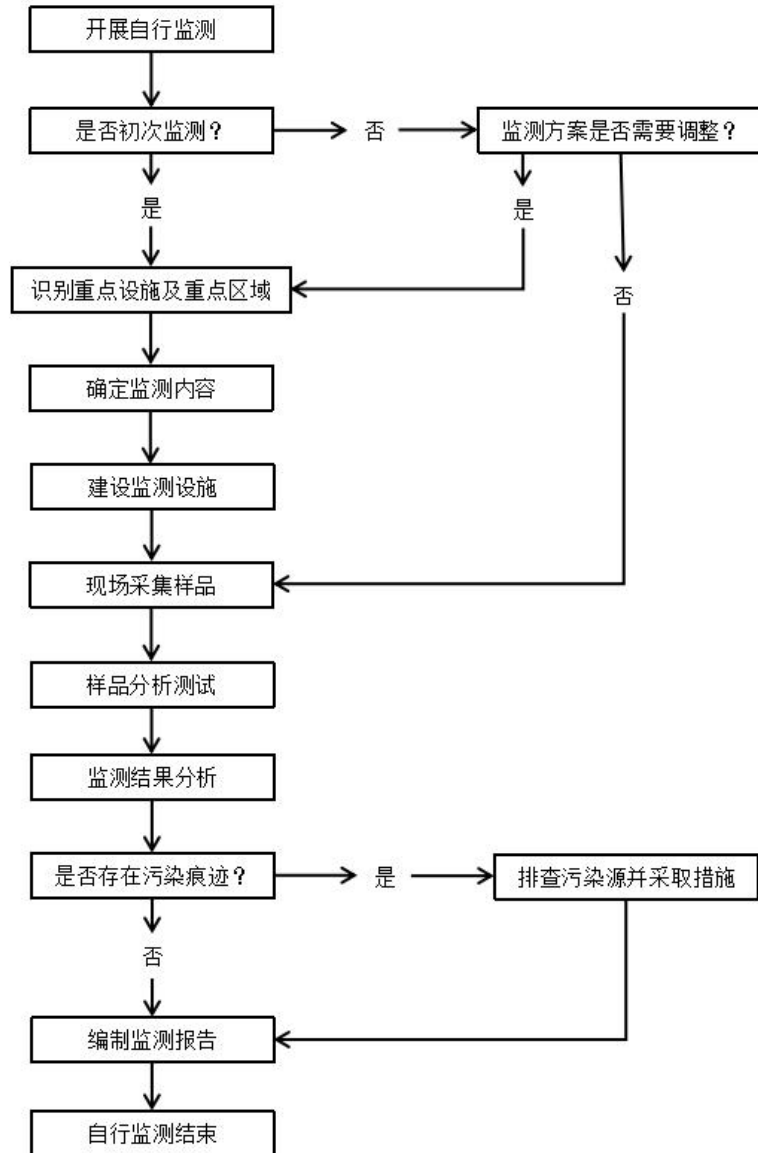 开展自行监测
是否初次监测？
否
监测方案是否需要调整？
是
是
识别重点设施及重点区域
否
确定监测内容
建设监测设施
现场采集样品
样品分析测试
监测结果分析
是否存在污染痕迹？
是
排查污染源并采取措施
否
编制监测报告
自行监测结束